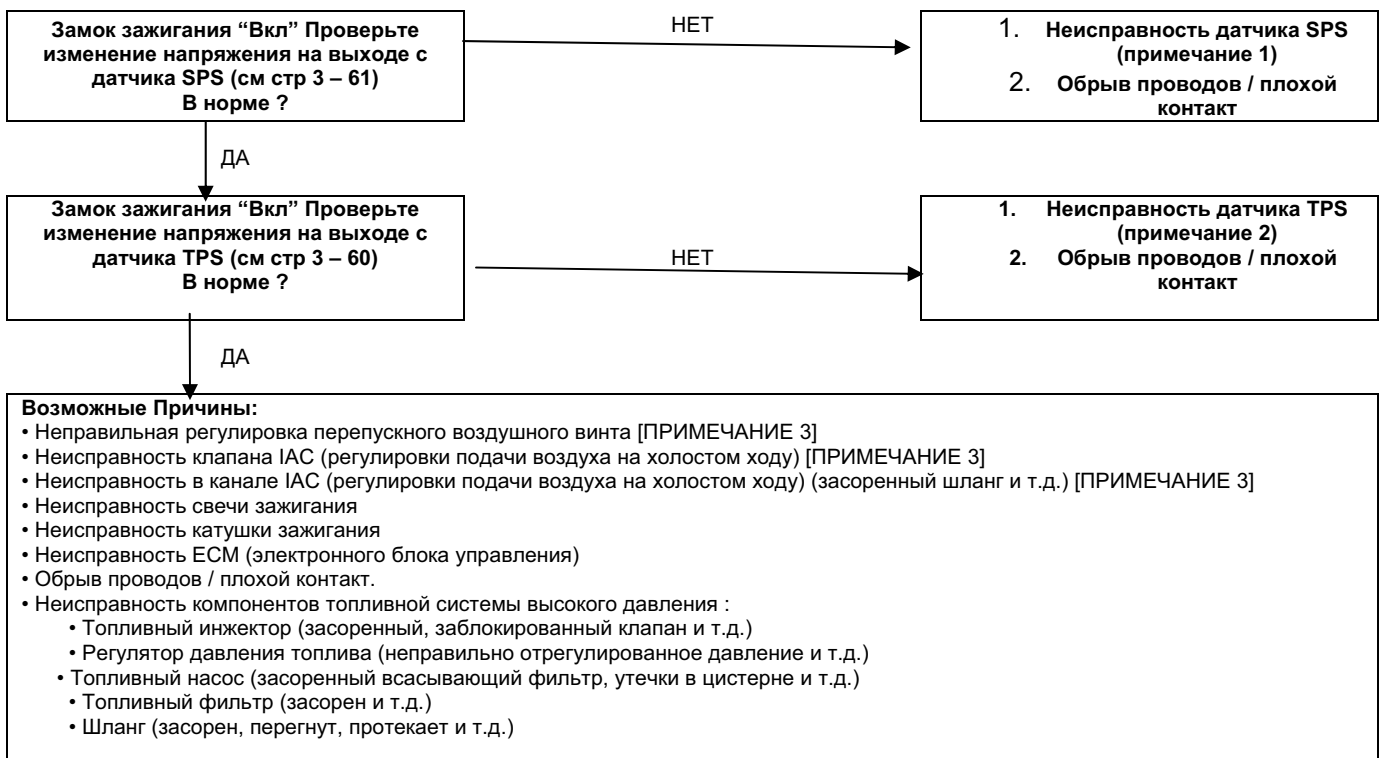 Замок зажигания “Вкл” Проверьте
изменение напряжения на выходе с
датчика SPS (см стр 3 – 61)
В норме ?
НЕТ
1. Неисправность датчика SPS
(примечание 1)
2. Обрыв проводов / плохой
контакт
ДА
Замок зажигания “Вкл” Проверьте
изменение напряжения на выходе с
датчика TPS (см стр 3 – 60)
В норме ?
НЕТ
1. Неисправность датчика TPS
(примечание 2)
2. Обрыв проводов / плохой
контакт
ДА
Возможные Причины:
• Неправильная регулировка перепускного воздушного винта [ПРИМЕЧАНИЕ 3]
• Неисправность клапана IAC (регулировки подачи воздуха на холостом ходу) [ПРИМЕЧАНИЕ 3]
• Неисправность в канале IAC (регулировки подачи воздуха на холостом ходу) (засоренный шланг и т.д.) [ПРИМЕЧАНИЕ 3]
• Неисправность свечи зажигания
• Неисправность катушки зажигания
• Неисправность ECM (электронного блока управления)
• Обрыв проводов / плохой контакт.
• Неисправность компонентов топливной системы высокого давления :
• Топливный инжектор (засоренный, заблокированный клапан и т.д.)
• Регулятор давления топлива (неправильно отрегулированное давление и т.д.)
• Топливный насос (засоренный всасывающий фильтр, утечки в цистерне и т.д.)
• Топливный фильтр (засорен и т.д.)
• Шланг (засорен, перегнут, протекает и т.д.)